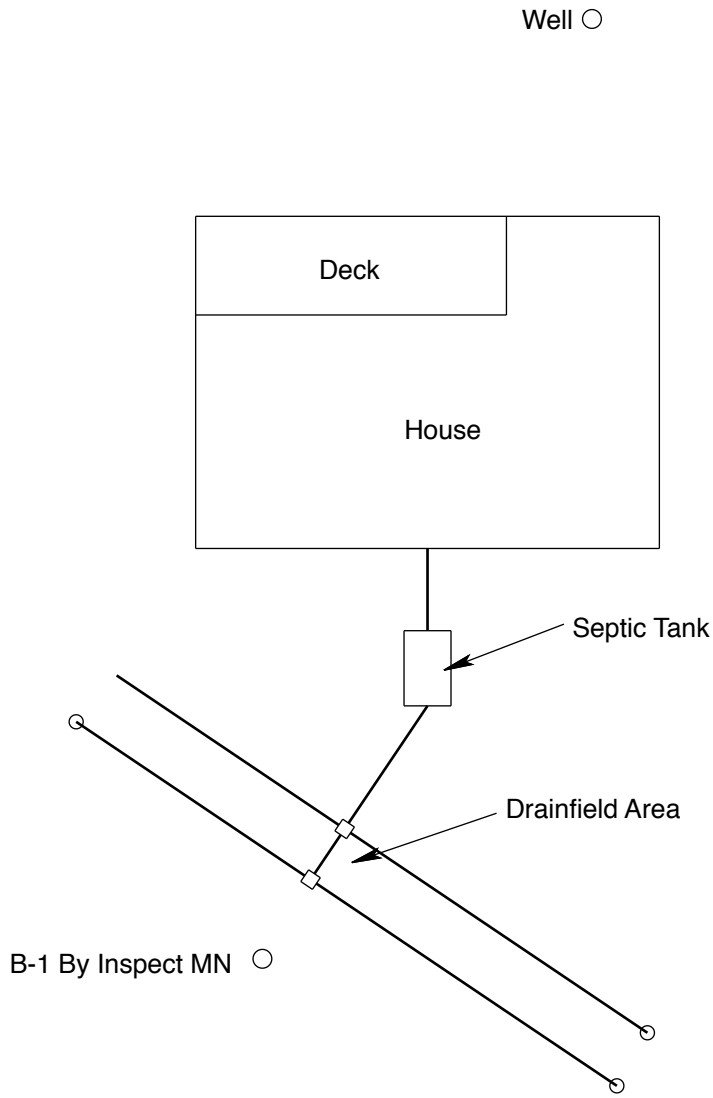 Well
Deck
House
Septic Tank
Drainfield Area
B-1 By Inspect MN